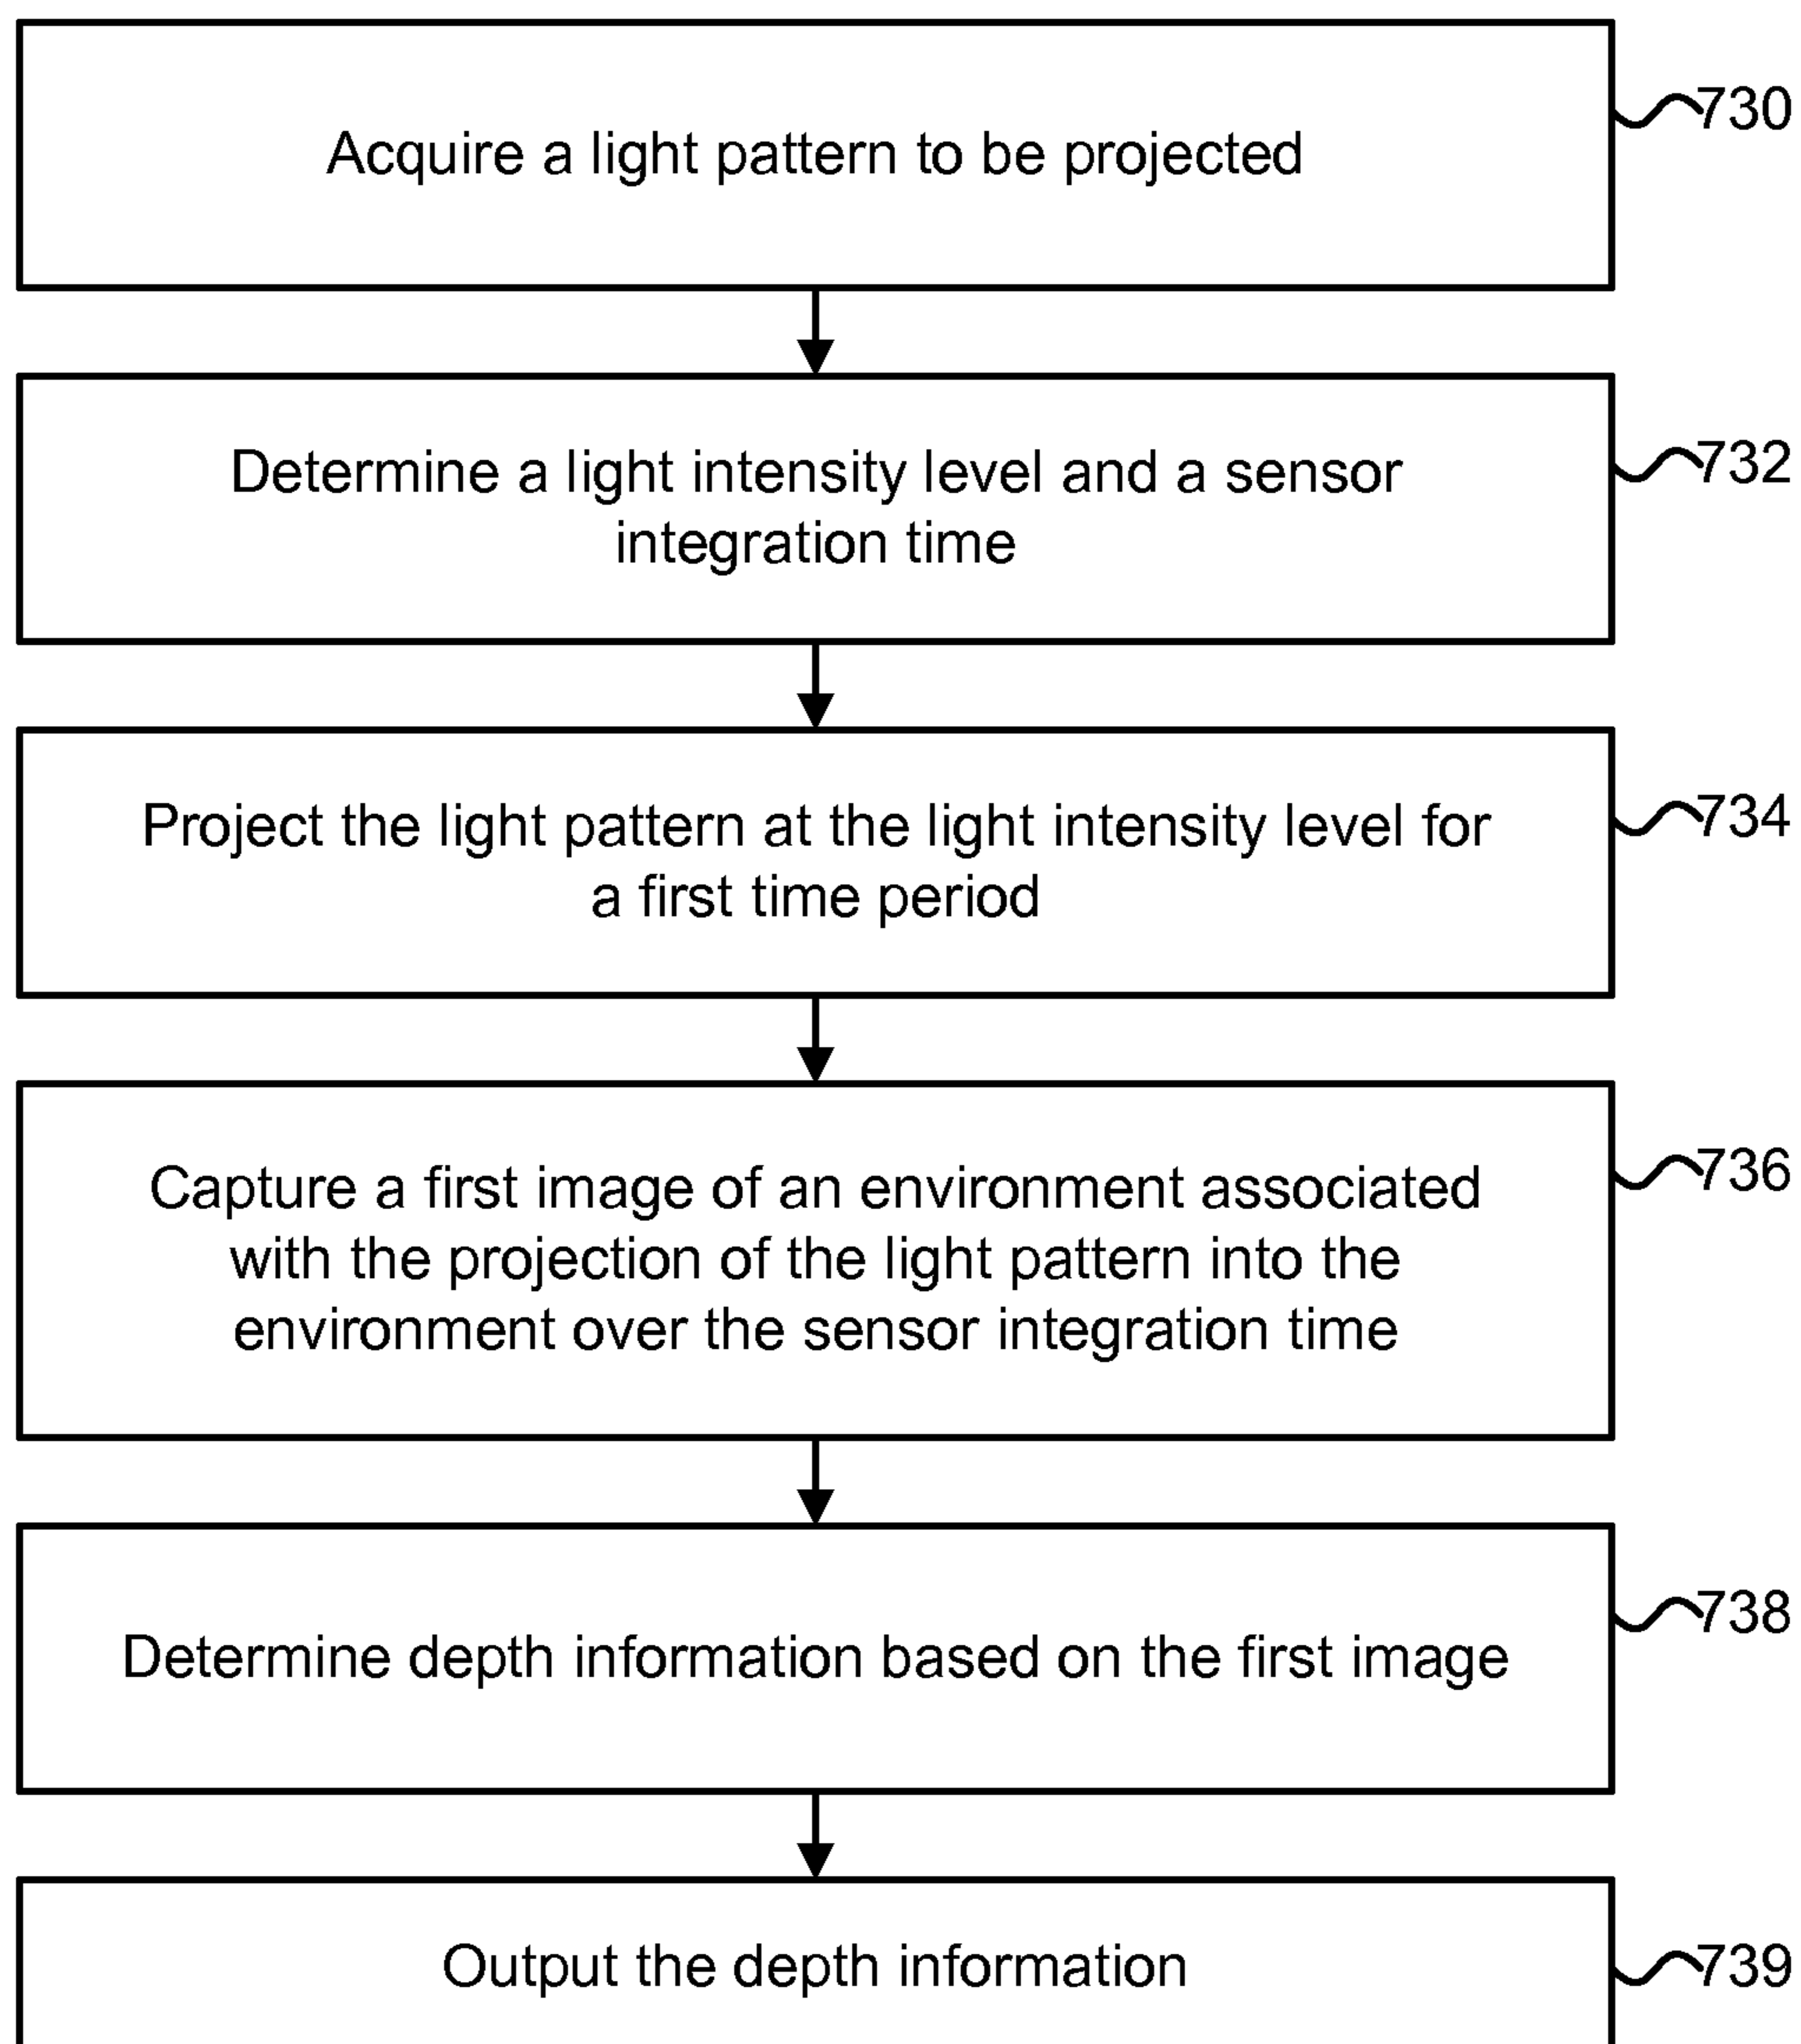 Acquire a light pattern to be projected
730
Determine a light intensity level and a sensor
integration time
732
Project the light pattern at the light intensity level for
a first time period
734
Capture a first image of an environment associated
with the projection of the light pattern into the
environment over the sensor integration time
736
Determine depth information based on the first image
738
Output the depth information
739